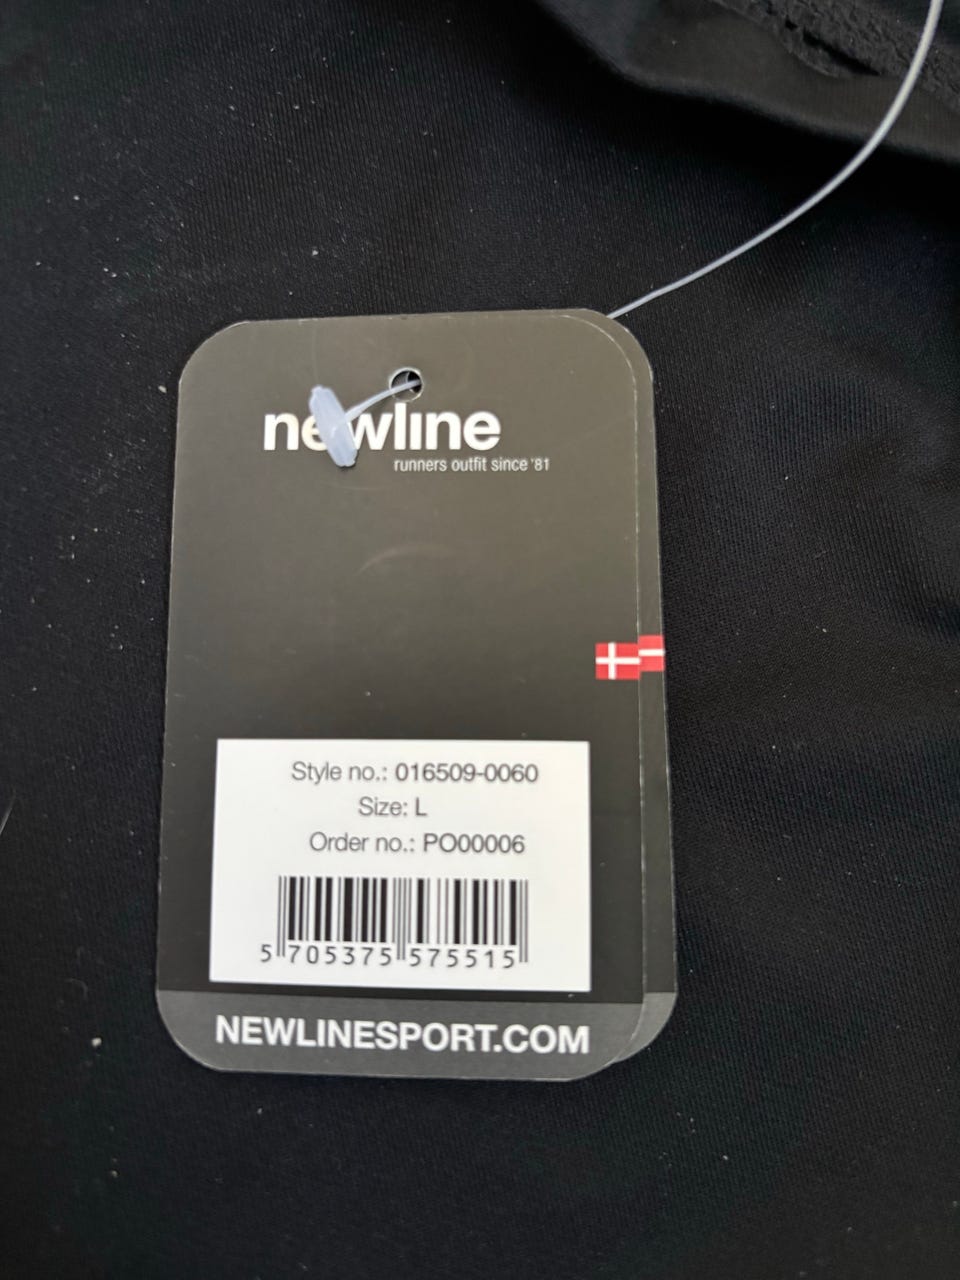 newline
runners outfit since '81
Style no.: 016509-0060
Size: L
Order no.: PO00006
5 705375 575515
NEWLINESPORT.COM